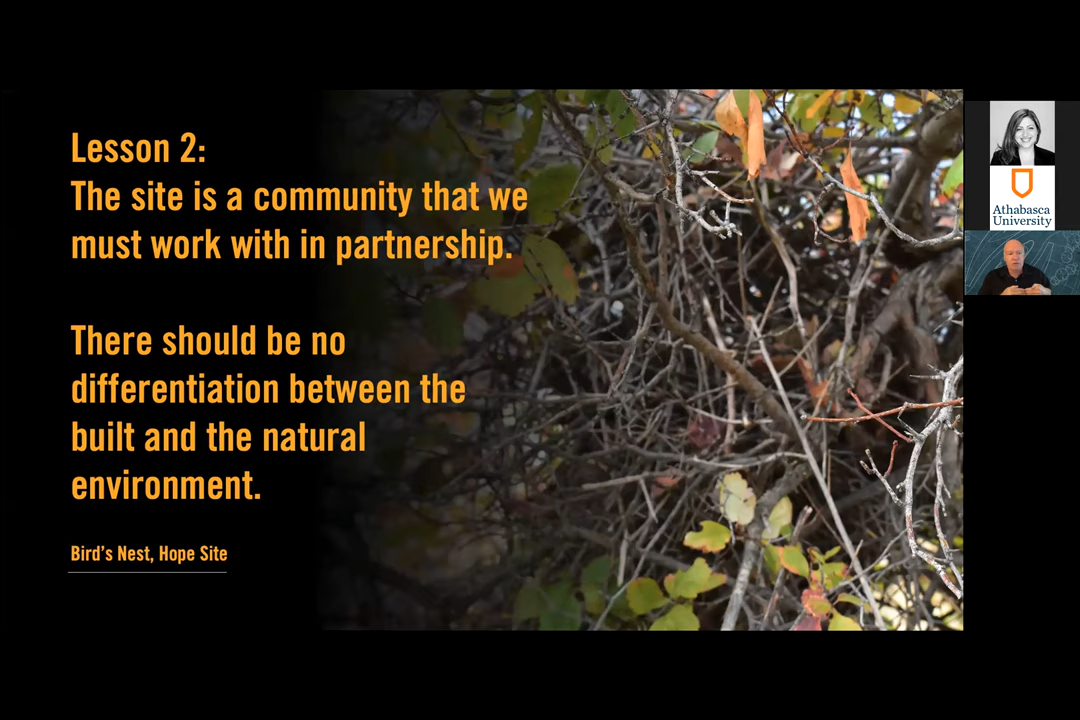 Lesson 2:
The site is a community that we
must work with in partnership.
There should be no
differentiation between the
built and the natural
environment.
Bird’s Nest, Hope Site
Athabasca
University